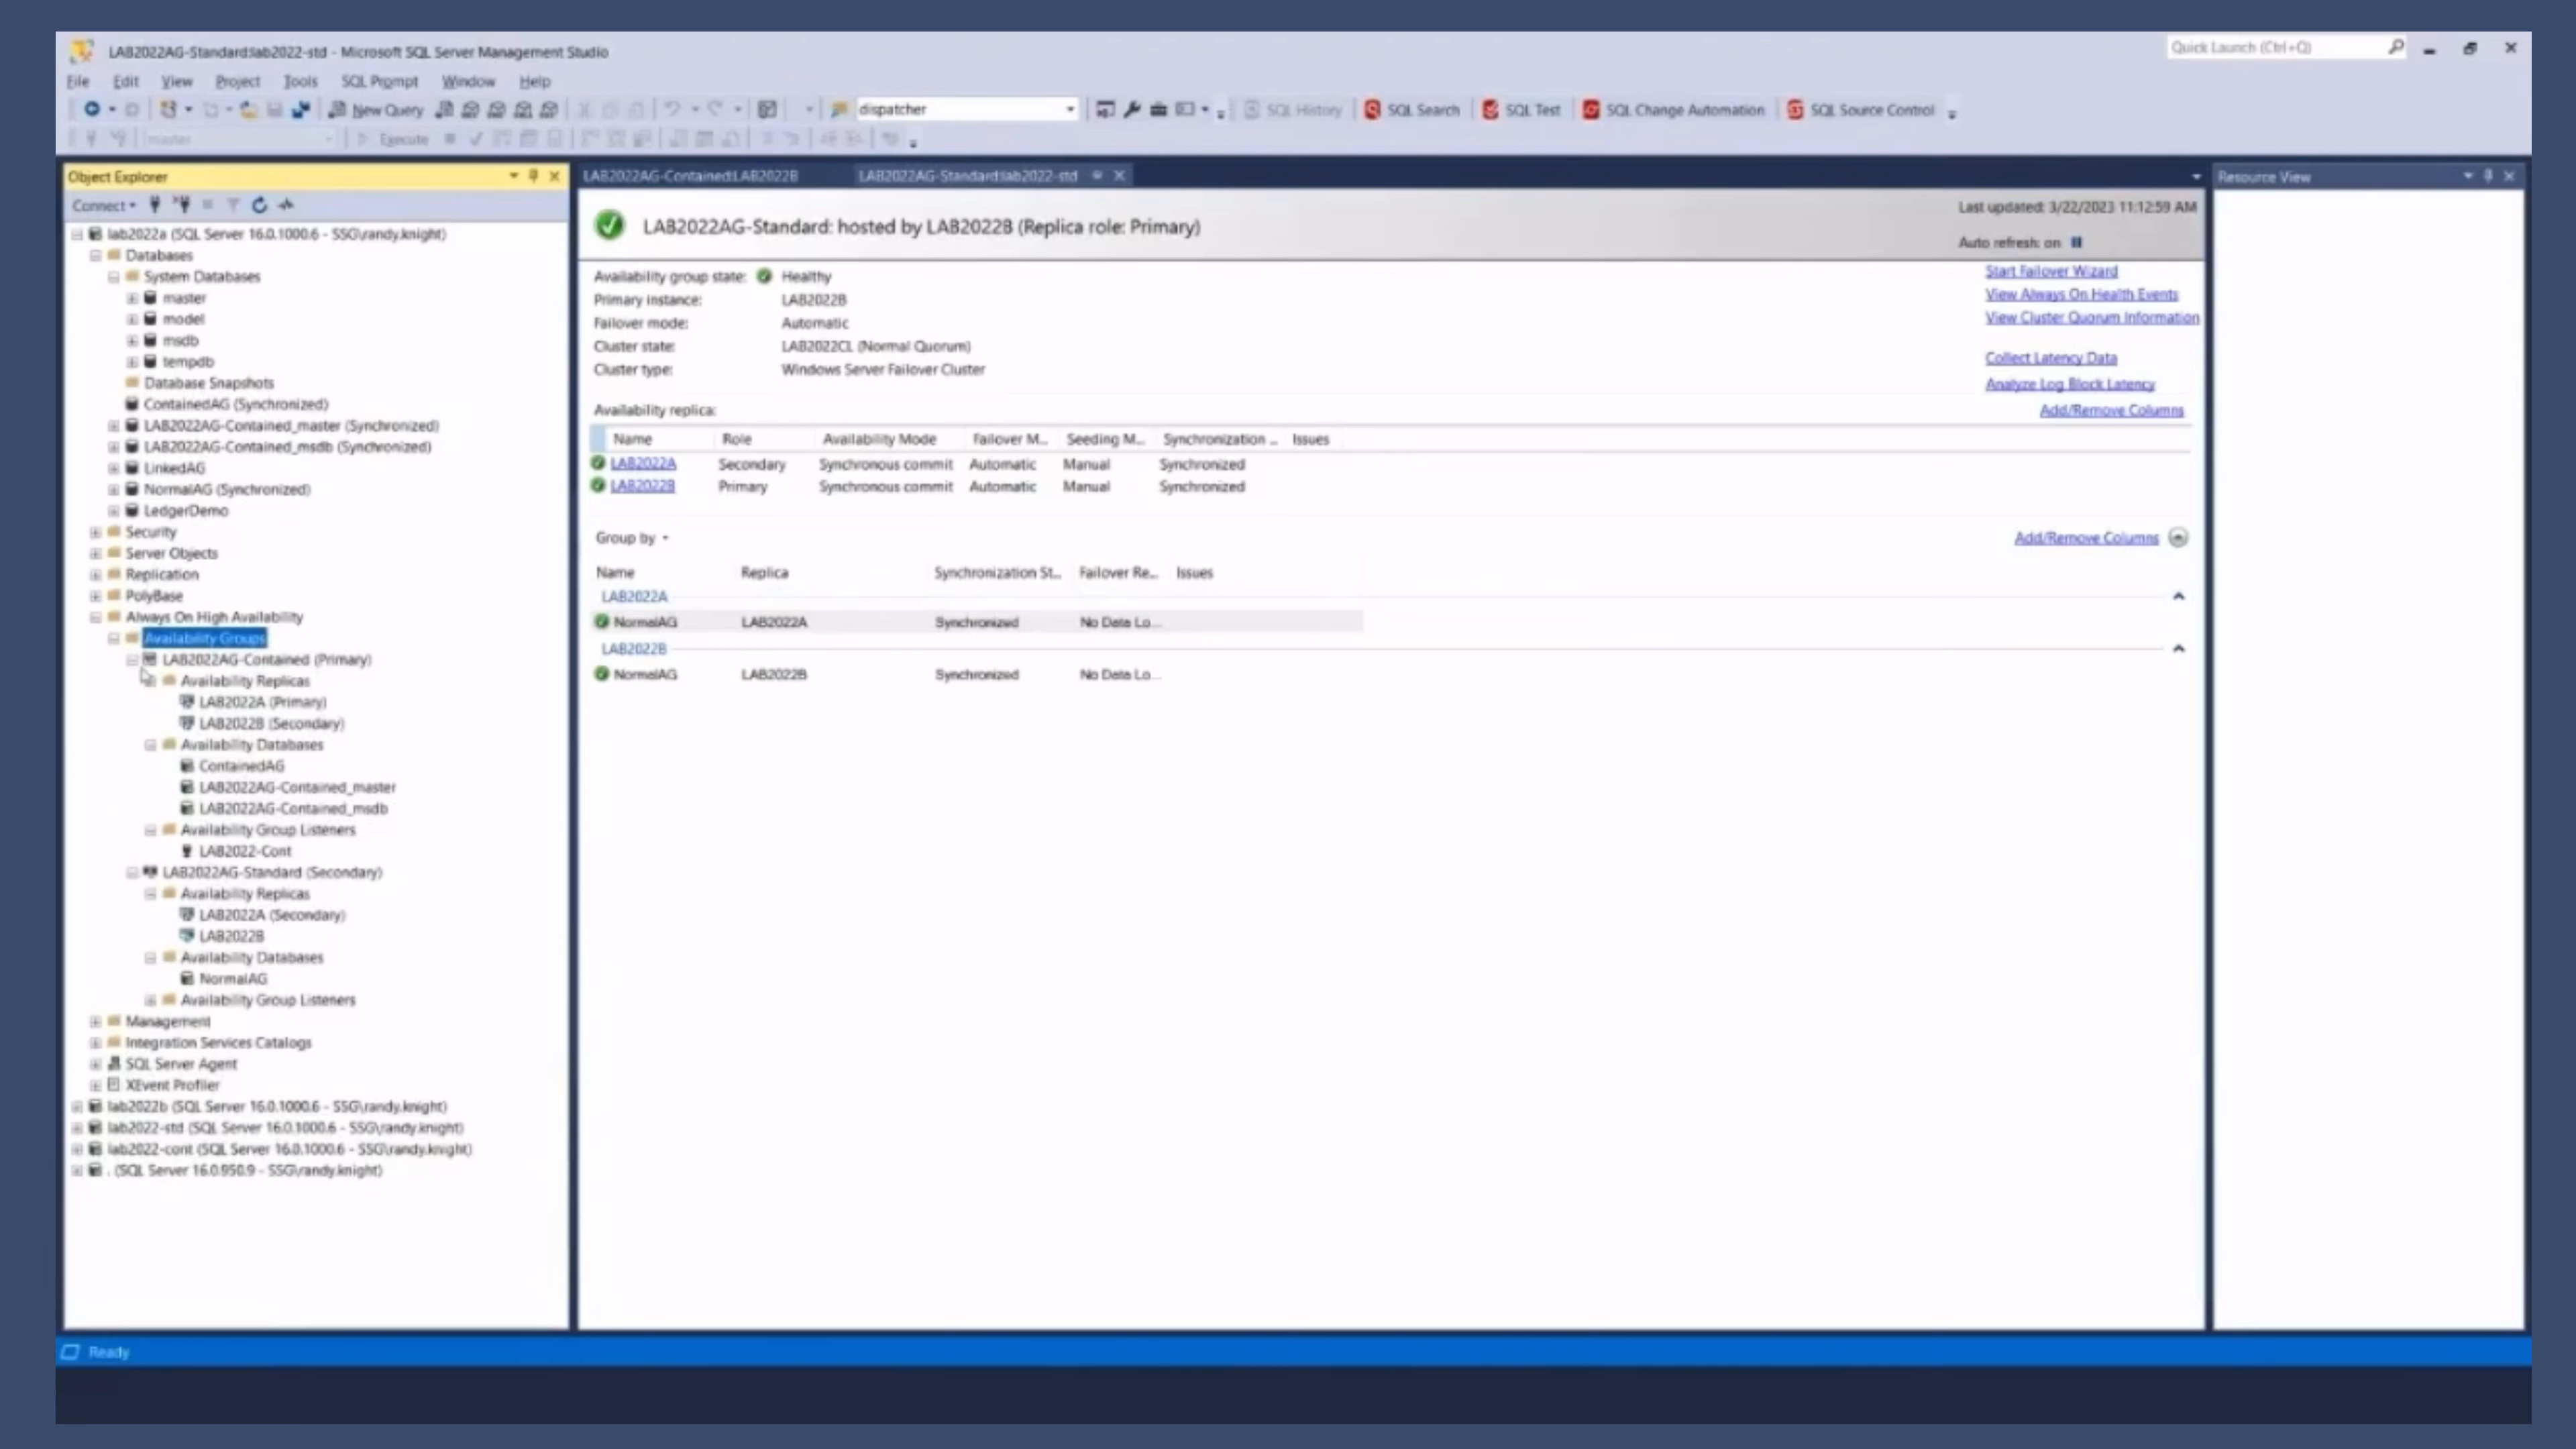 LAB2022AG-Standard:lab2022-std - Microsoft SQL Server Management Studio
Quick Launch (Ctrl+Q)
File Edit View Project Tools SQL Prompt Window Help
New Query dispatcher SQL History SQL Search SQL Test SQL Change Automation SQL Source Control
master Execute
Object Explorer
Connect
lab2022a (SQL Server 16.0.1000.6 - SSG\randy.knight)
Databases
System Databases
master
model
msdb
tempdb
Database Snapshots
ContainedAG (Synchronized)
LAB2022AG-Contained_master (Synchronized)
LAB2022AG-Contained_msdb (Synchronized)
LinkedAG
NormalAG (Synchronized)
LedgerDemo
Security
Server Objects
Replication
PolyBase
Always On High Availability
Availability Groups
LAB2022AG-Contained (Primary)
Availability Replicas
LAB2022A (Primary)
LAB2022B (Secondary)
Availability Databases
ContainedAG
LAB2022AG-Contained_master
LAB2022AG-Contained_msdb
Availability Group Listeners
LAB2022-Cont
LAB2022AG-Standard (Secondary)
Availability Replicas
LAB2022A (Secondary)
LAB2022B
Availability Databases
NormalAG
Availability Group Listeners
Management
Integration Services Catalogs
SQL Server Agent
XEvent Profiler
lab2022b (SQL Server 16.0.1000.6 - SSG\randy.knight)
lab2022-std (SQL Server 16.0.1000.6 - SSG\randy.knight)
lab2022-cont (SQL Server 16.0.1000.6 - SSG\randy.knight)
. (SQL Server 16.0.950.9 - SSG\randy.knight)
LAB2022AG-Contained:LAB2022B LAB2022AG-Standard:lab2022-std
LAB2022AG-Standard: hosted by LAB2022B (Replica role: Primary)
Last updated: 3/22/2023 11:12:59 AM
Auto refresh: on
Availability group state: Healthy
Primary instance: LAB2022B
Failover mode: Automatic
Cluster state: LAB2022CL (Normal Quorum)
Cluster type: Windows Server Failover Cluster
Start Failover Wizard
View Always On Health Events
View Cluster Quorum Information
Collect Latency Data
Analyze Log Block Latency
Availability replica: Add/Remove Columns
Name Role Availability Mode Failover M... Seeding M... Synchronization ... Issues
LAB2022A Secondary Synchronous commit Automatic Manual Synchronized
LAB2022B Primary Synchronous commit Automatic Manual Synchronized
Group by Add/Remove Columns
Name Replica Synchronization St... Failover Re... Issues
LAB2022A
NormalAG LAB2022A Synchronized No Data Lo...
LAB2022B
NormalAG LAB2022B Synchronized No Data Lo...
Resource View
Ready